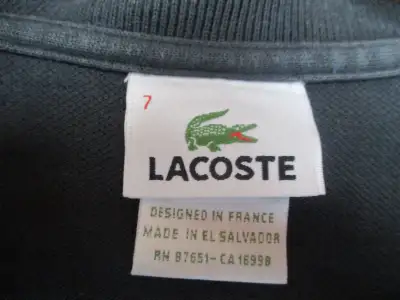 7
LACOSTE
DESIGNED IN FRANCE
MADE IN EL SALVADOR
RN 87651-CA 16998